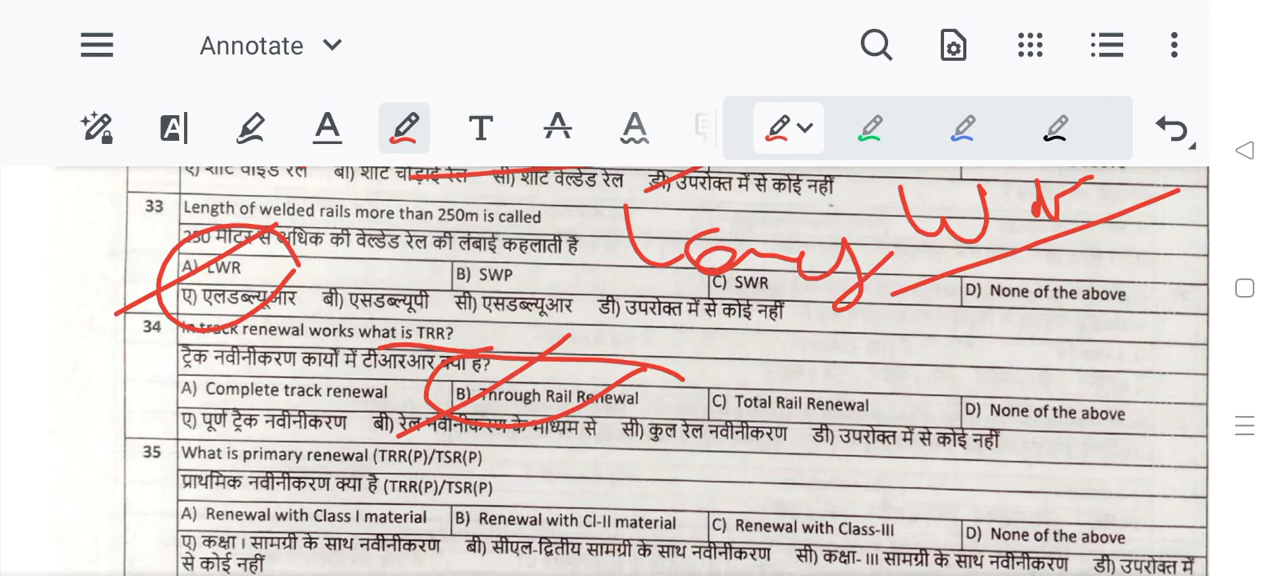 Annotate
ए) शॉर्ट वाइड रेल बी) शॉर्ट चौड़ाई रेल सी) शॉर्ट वेल्डेड रेल डी) उपरोक्त में से कोई नहीं
33 Length of welded rails more than 250m is called
250 मीटर से अधिक की वेल्डेड रेल की लंबाई कहलाती है
Long Wr
A) LWR B) SWP C) SWR D) None of the above
ए) एलडब्ल्यूआर बी) एसडब्ल्यूपी सी) एसडब्ल्यूआर डी) उपरोक्त में से कोई नहीं
34 In track renewal works what is TRR?
ट्रैक नवीनीकरण कार्यो में टीआरआर क्या है?
A) Complete track renewal B) Through Rail Renewal C) Total Rail Renewal D) None of the above
ए) पूर्ण ट्रैक नवीनीकरण बी) रेल नवीनीकरण के माध्यम से सी) कुल रेल नवीनीकरण डी) उपरोक्त में से कोई नहीं
35 What is primary renewal (TRR(P)/TSR(P)
प्राथमिक नवीनीकरण क्या है (TRR(P)/TSR(P)
A) Renewal with Class I material B) Renewal with Cl-II material C) Renewal with Class-III D) None of the above
ए) कक्षा I सामग्री के साथ नवीनीकरण बी) सीएल-द्वितीय सामग्री के साथ नवीनीकरण सी) कक्षा- III सामग्री के साथ नवीनीकरण डी) उपरोक्त में
से कोई नहीं